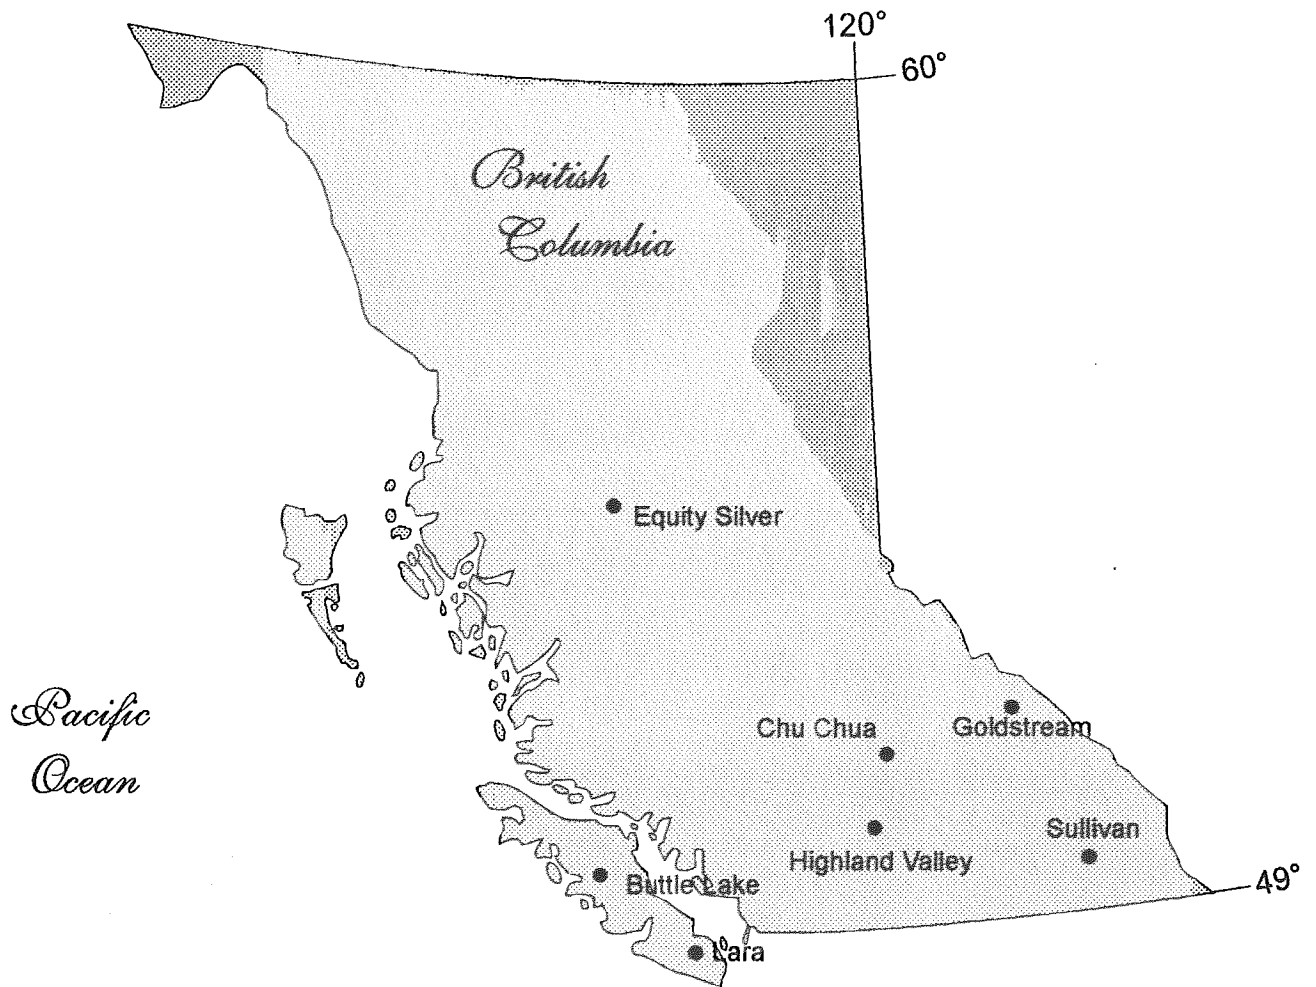 120°
60°
British
Columbia
Equity Silver
Pacific
Ocean
Chu Chua
Goldstream
Sullivan
Highland Valley
Buttle Lake
49°
Lara